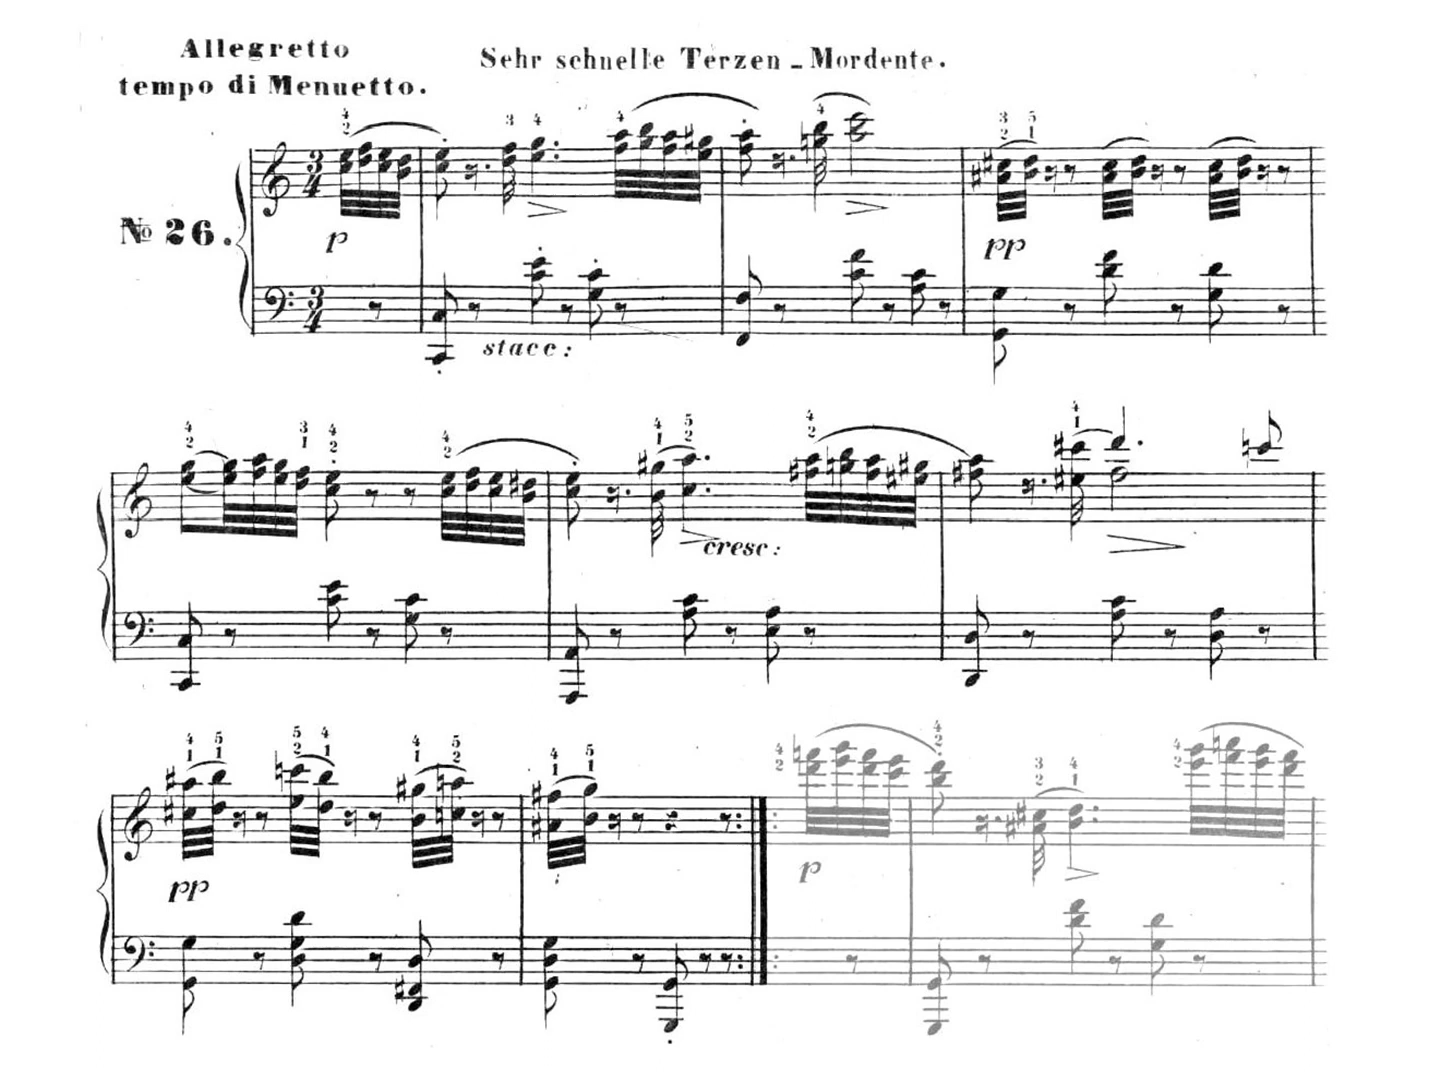 Allegretto
tempo di Menuetto.
Sehr schnelle Terzen - Mordente.
No 26.
p
pp
stacc:
cresc:
pp
p